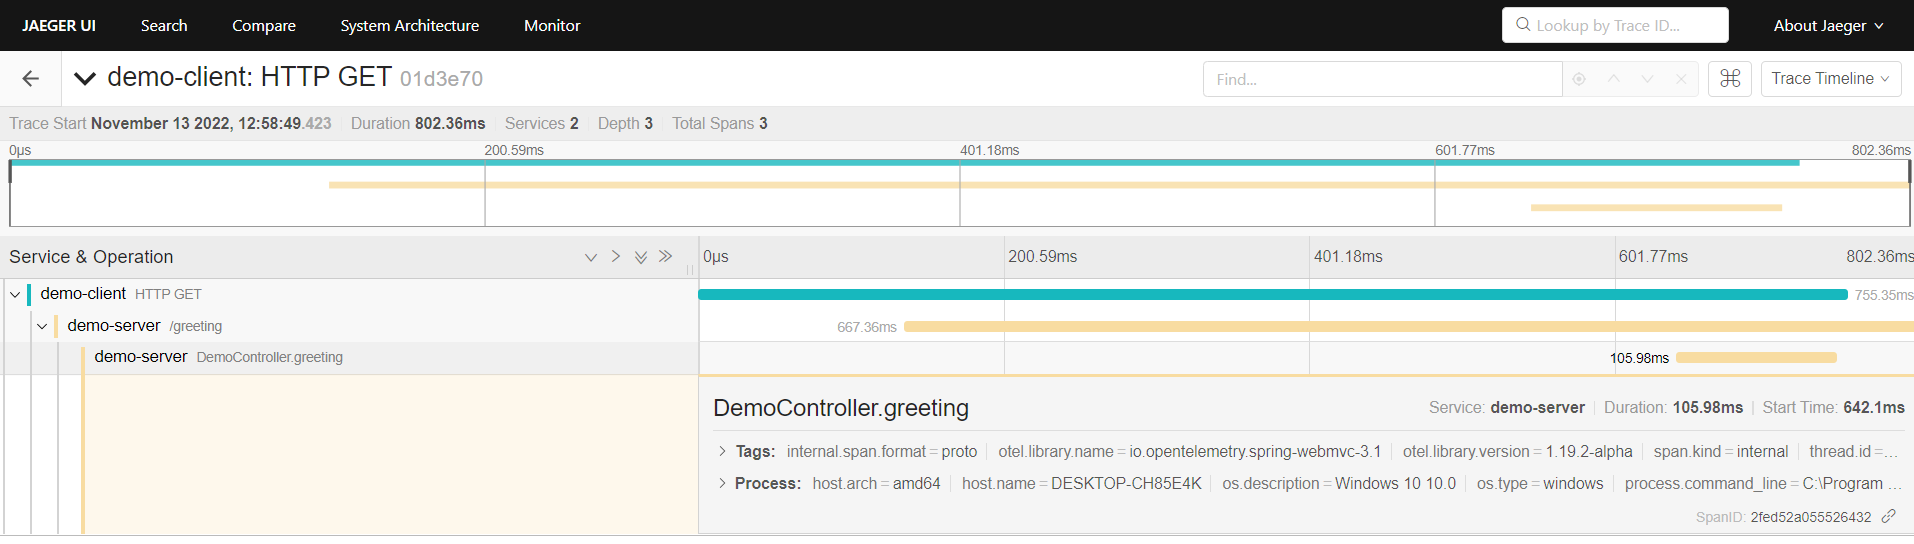 JAEGER UI Search Compare System Architecture Monitor Lookup by Trace ID... About Jaeger
demo-client: HTTP GET 01d3e70 Find... Trace Timeline
Trace Start November 13 2022, 12:58:49.423 Duration 802.36ms Services 2 Depth 3 Total Spans 3
0μs 200.59ms 401.18ms 601.77ms 802.36ms
Service & Operation 0μs 200.59ms 401.18ms 601.77ms 802.36ms
demo-client HTTP GET 755.35ms
demo-server /greeting 667.36ms
demo-server DemoController.greeting 105.98ms
DemoController.greeting Service: demo-server Duration: 105.98ms Start Time: 642.1ms
Tags: internal.span.format = proto otel.library.name = io.opentelemetry.spring-webmvc-3.1 otel.library.version = 1.19.2-alpha span.kind = internal thread.id =...
Process: host.arch = amd64 host.name = DESKTOP-CH85E4K os.description = Windows 10 10.0 os.type = windows process.command_line = C:\Program ...
SpanID: 2fed52a055526432